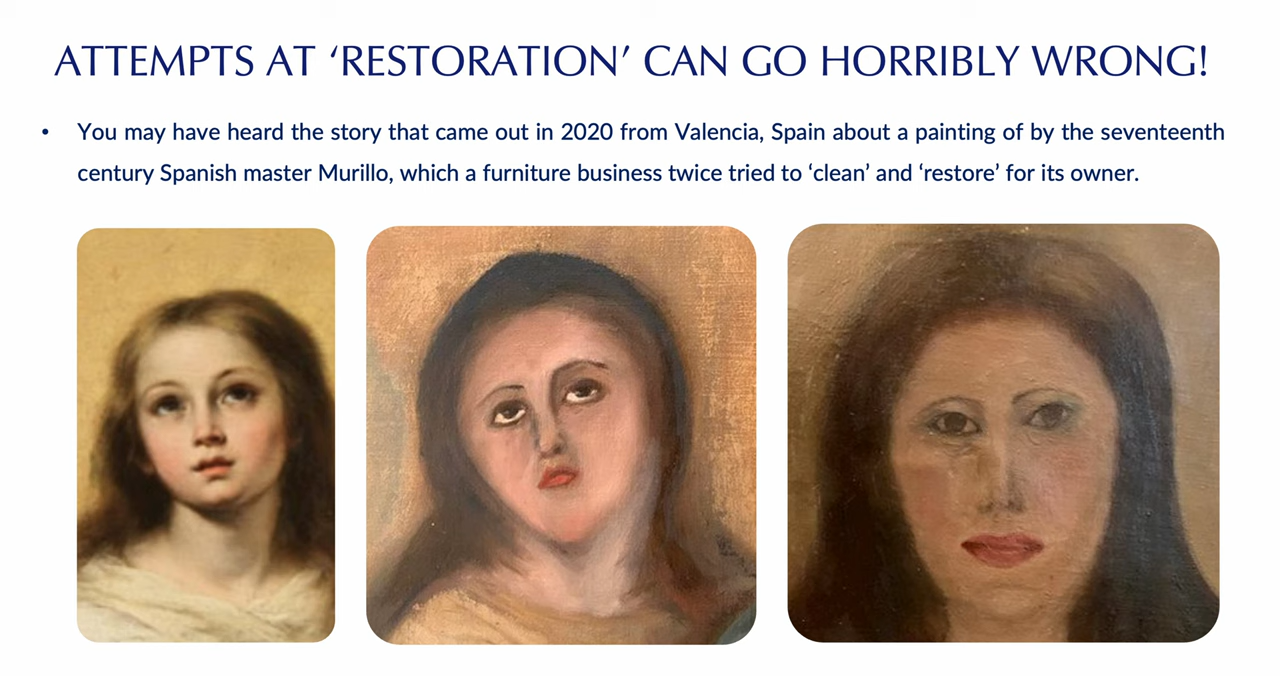 ATTEMPTS AT ‘RESTORATION’ CAN GO HORRIBLY WRONG!
• You may have heard the story that came out in 2020 from Valencia, Spain about a painting of by the seventeenth
century Spanish master Murillo, which a furniture business twice tried to ‘clean’ and ‘restore’ for its owner.